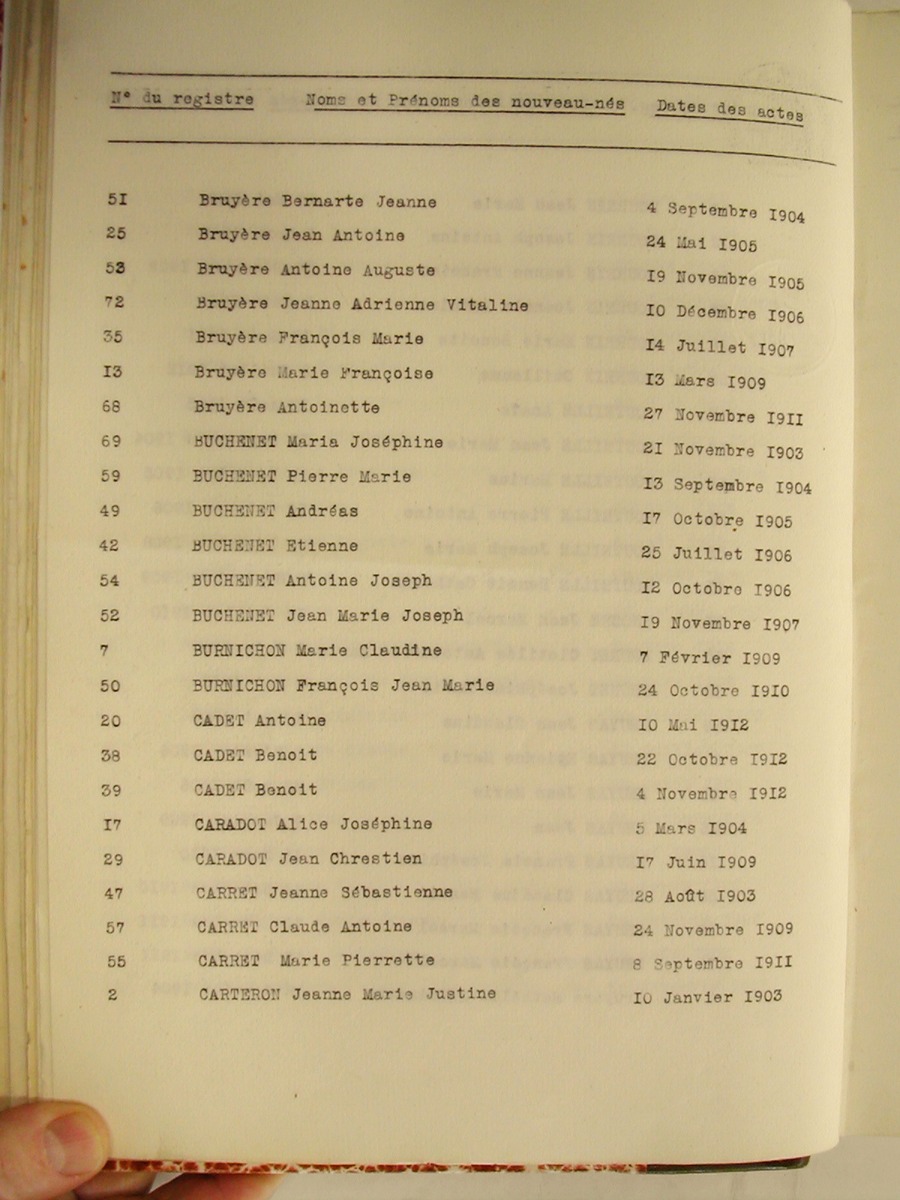 N° du registre Noms et Prénoms des nouveau-nés Dates des actes
5I Bruyère Bernarte Jeanne 4 Septembre I904
25 Bruyère Jean Antoine 24 Mai I905
53 Bruyère Antoine Auguste I9 Novembre I905
72 Bruyère Jeanne Adrienne Vitaline I0 Décembre I906
35 Bruyère François Marie I4 Juillet I907
I3 Bruyère Marie Françoise I3 Mars I909
68 Bruyère Antoinette 27 Novembre I9II
69 BUCHENET Maria Joséphine 2I Novembre I903
59 BUCHENET Pierre Marie I3 Septembre I904
49 BUCHENET Andréas I7 Octobre I905
42 BUCHENET Etienne 25 Juillet I906
54 BUCHENET Antoine Joseph I2 Octobre I906
52 BUCHENET Jean Marie Joseph I9 Novembre I907
7 BURNICHON Marie Claudine 7 Février I909
50 BURNICHON François Jean Marie 24 Octobre I9I0
20 CADET Antoine I0 Mai I9I2
38 CADET Benoit 22 Octobre I9I2
39 CADET Benoit 4 Novembre I9I2
I7 CARADOT Alice Joséphine 5 Mars I904
29 CARADOT Jean Chrestien I7 Juin I909
47 CARRET Jeanne Sébastienne 28 Août I903
57 CARRET Claude Antoine 24 Novembre I909
55 CARRET Marie Pierrette 8 Septembre I9II
2 CARTERON Jeanne Marie Justine I0 Janvier I903